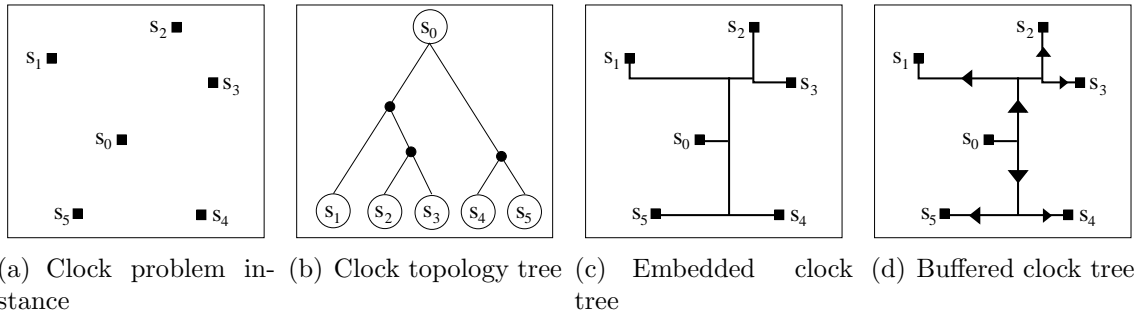 s2
s1
s3
s0
s5
s4
s0
s1 s2 s3 s4 s5
s2
s1
s3
s0
s5
s4
s2
s1
s3
s0
s5
s4
(a) Clock problem in-
stance
(b) Clock topology tree
(c) Embedded clock
tree
(d) Buffered clock tree